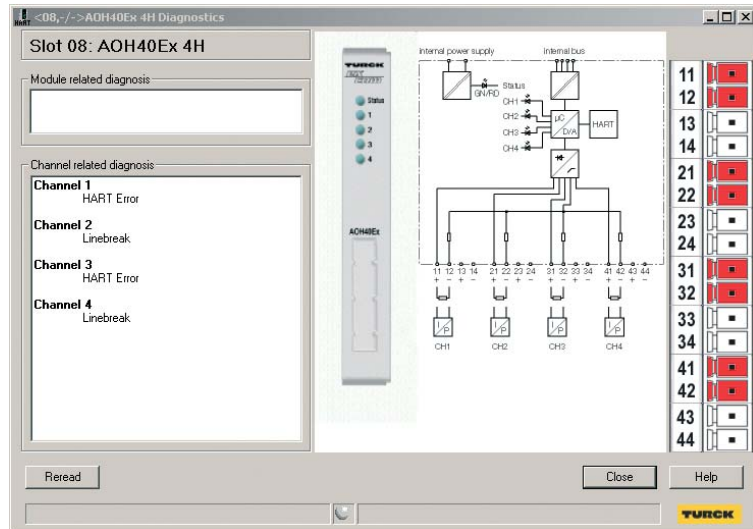 HART
<08,-/->AOH40Ex 4H Diagnostics
Slot 08: AOH40Ex 4H
Module related diagnosis
Channel related diagnosis
Channel 1
HART Error
Channel 2
Linebreak
Channel 3
HART Error
Channel 4
Linebreak
TURCK
Status
1
2
3
4
AOH40Ex
Internal power supply
internal bus
Status
GN/RD
CH1
CH2
CH3
CH4
µC
D/A
HART
11 12 13 14 21 22 23 24 31 32 33 34 41 42 43 44
+ − + − + − + − + − + − + − + −
I/P I/P I/P I/P
CH1 CH2 CH3 CH4
11
12
13
14
21
22
23
24
31
32
33
34
41
42
43
44
Reread
Close
Help
TURCK